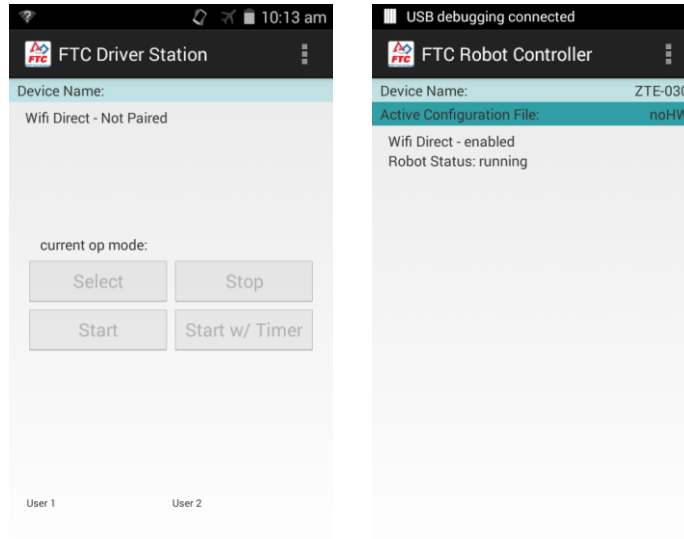 10:13 am
FTC FTC Driver Station
Device Name:
Wifi Direct - Not Paired
current op mode:
Select Stop
Start Start w/ Timer
User 1 User 2
USB debugging connected
FTC FTC Robot Controller
Device Name: ZTE-030
Active Configuration File: noHW
Wifi Direct - enabled
Robot Status: running